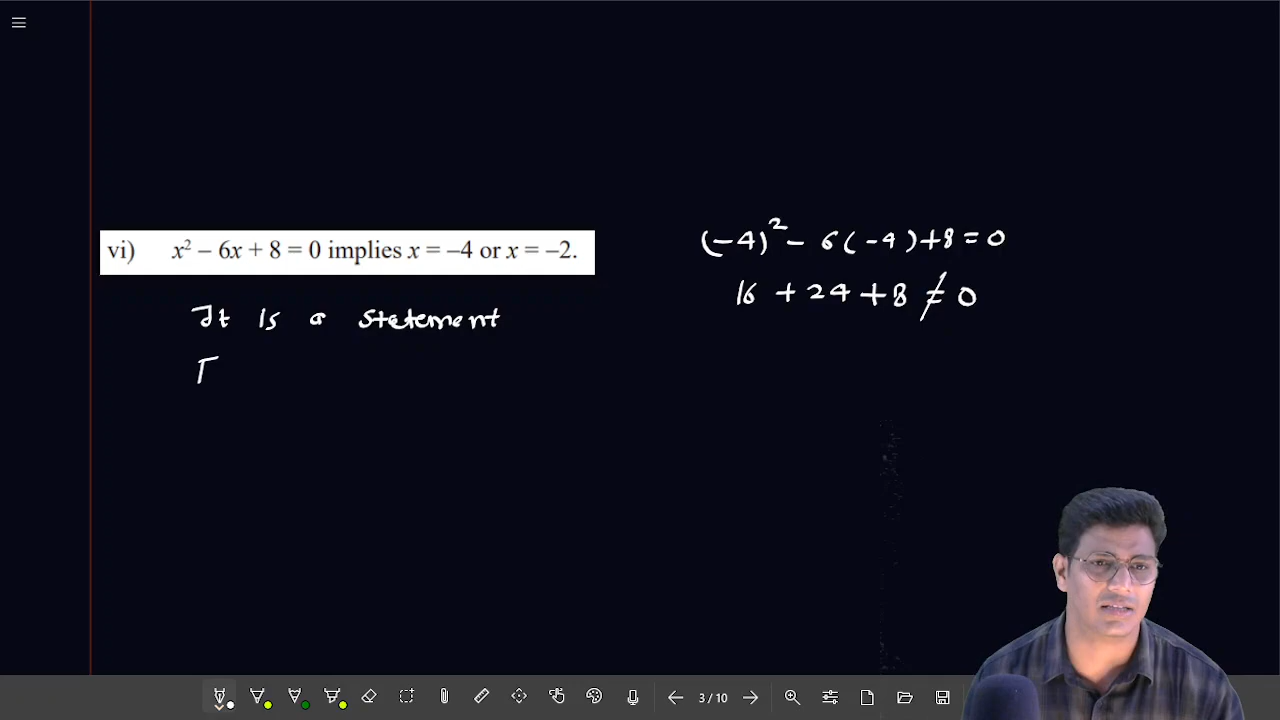 vi) x² – 6x + 8 = 0 implies x = –4 or x = –2.
It is a statement
(-4)² - 6(-4)+8=0
16 + 24 + 8 ≠ 0
3/10